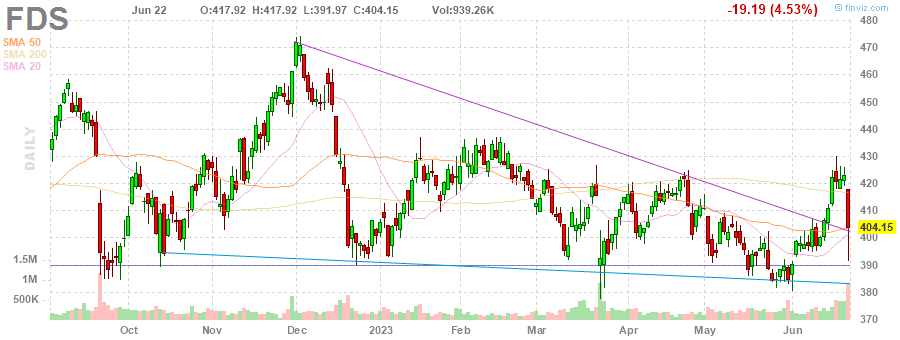 FDS Jun 22 O:417.92 H:417.92 L:391.97 C:404.15 Vol:939.26K -19.19 (4.53%) © finviz.com
SMA 50
SMA 200
SMA 20
DAILY
480
470
460
450
440
430
420
410
404.15
400
390
380
370
1.5M
1M
500K
Oct Nov Dec 2023 Feb Mar Apr May Jun